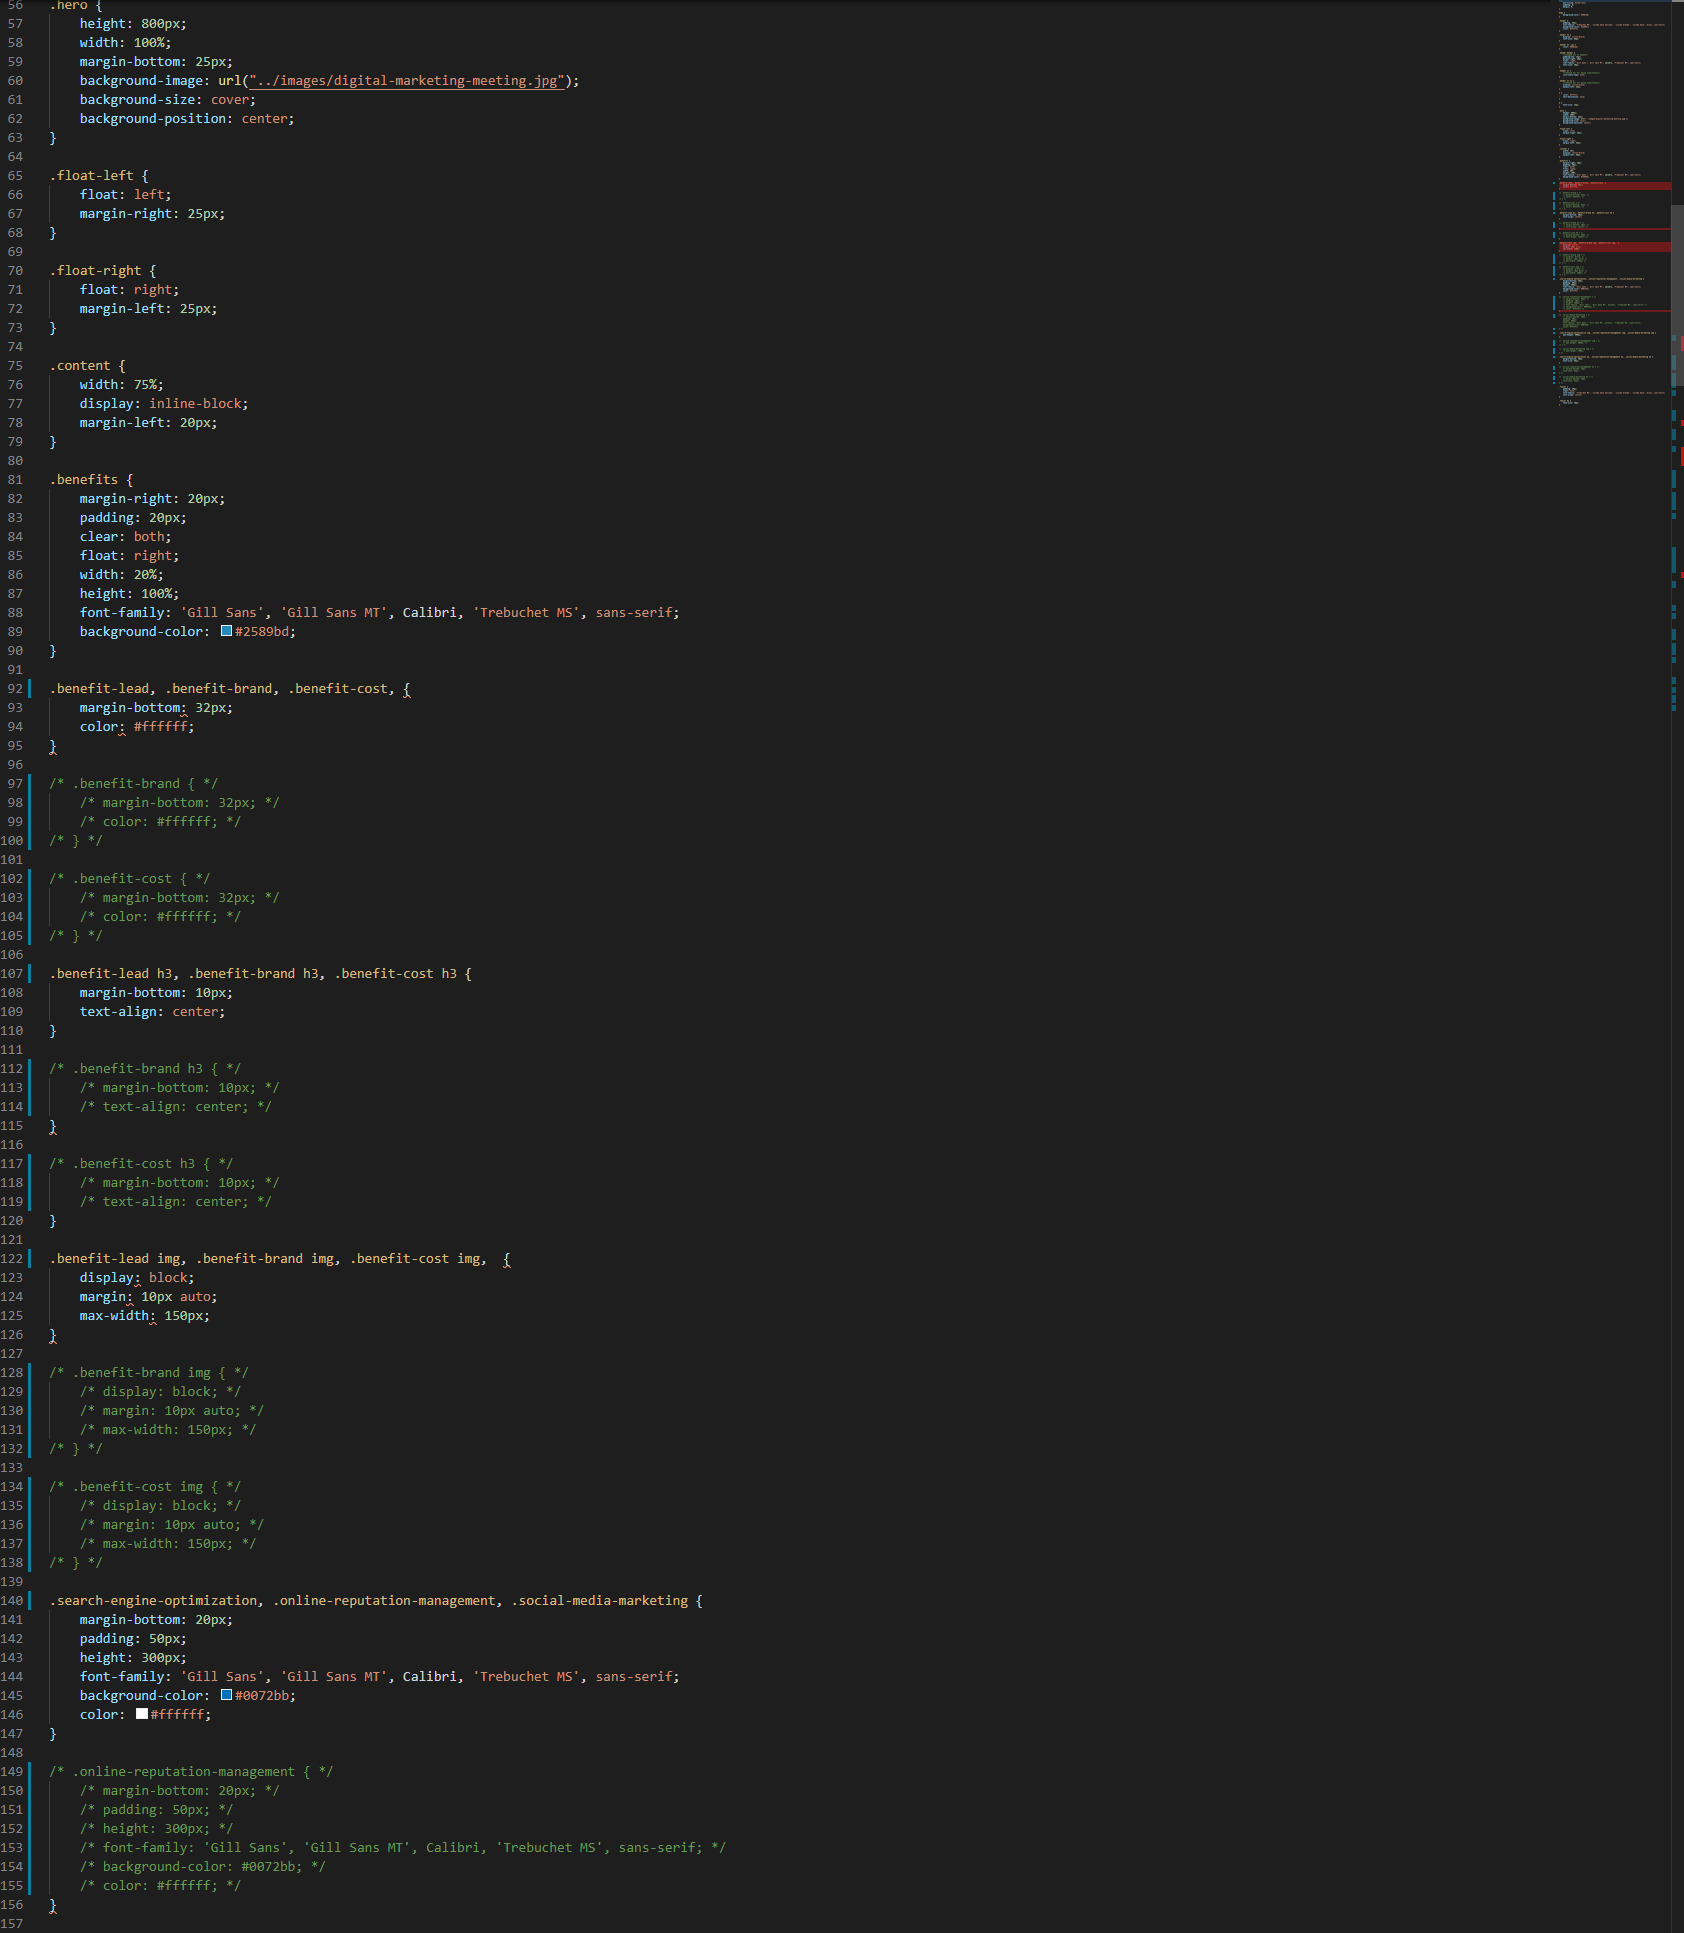 56 .hero {
57 height: 800px;
58 width: 100%;
59 margin-bottom: 25px;
60 background-image: url("../images/digital-marketing-meeting.jpg");
61 background-size: cover;
62 background-position: center;
63 }
64
65 .float-left {
66 float: left;
67 margin-right: 25px;
68 }
69
70 .float-right {
71 float: right;
72 margin-left: 25px;
73 }
74
75 .content {
76 width: 75%;
77 display: inline-block;
78 margin-left: 20px;
79 }
80
81 .benefits {
82 margin-right: 20px;
83 padding: 20px;
84 clear: both;
85 float: right;
86 width: 20%;
87 height: 100%;
88 font-family: 'Gill Sans', 'Gill Sans MT', Calibri, 'Trebuchet MS', sans-serif;
89 background-color: #2589bd;
90 }
91
92 .benefit-lead, .benefit-brand, .benefit-cost, {
93 margin-bottom: 32px;
94 color: #ffffff;
95 }
96
97 /* .benefit-brand { */
98 /* margin-bottom: 32px; */
99 /* color: #ffffff; */
100 /* } */
101
102 /* .benefit-cost { */
103 /* margin-bottom: 32px; */
104 /* color: #ffffff; */
105 /* } */
106
107 .benefit-lead h3, .benefit-brand h3, .benefit-cost h3 {
108 margin-bottom: 10px;
109 text-align: center;
110 }
111
112 /* .benefit-brand h3 { */
113 /* margin-bottom: 10px; */
114 /* text-align: center; */
115 }
116
117 /* .benefit-cost h3 { */
118 /* margin-bottom: 10px; */
119 /* text-align: center; */
120 }
121
122 .benefit-lead img, .benefit-brand img, .benefit-cost img,  {
123 display: block;
124 margin: 10px auto;
125 max-width: 150px;
126 }
127
128 /* .benefit-brand img { */
129 /* display: block; */
130 /* margin: 10px auto; */
131 /* max-width: 150px; */
132 /* } */
133
134 /* .benefit-cost img { */
135 /* display: block; */
136 /* margin: 10px auto; */
137 /* max-width: 150px; */
138 /* } */
139
140 .search-engine-optimization, .online-reputation-management, .social-media-marketing {
141 margin-bottom: 20px;
142 padding: 50px;
143 height: 300px;
144 font-family: 'Gill Sans', 'Gill Sans MT', Calibri, 'Trebuchet MS', sans-serif;
145 background-color: #0072bb;
146 color: #ffffff;
147 }
148
149 /* .online-reputation-management { */
150 /* margin-bottom: 20px; */
151 /* padding: 50px; */
152 /* height: 300px; */
153 /* font-family: 'Gill Sans', 'Gill Sans MT', Calibri, 'Trebuchet MS', sans-serif; */
154 /* background-color: #0072bb; */
155 /* color: #ffffff; */
156 }
157